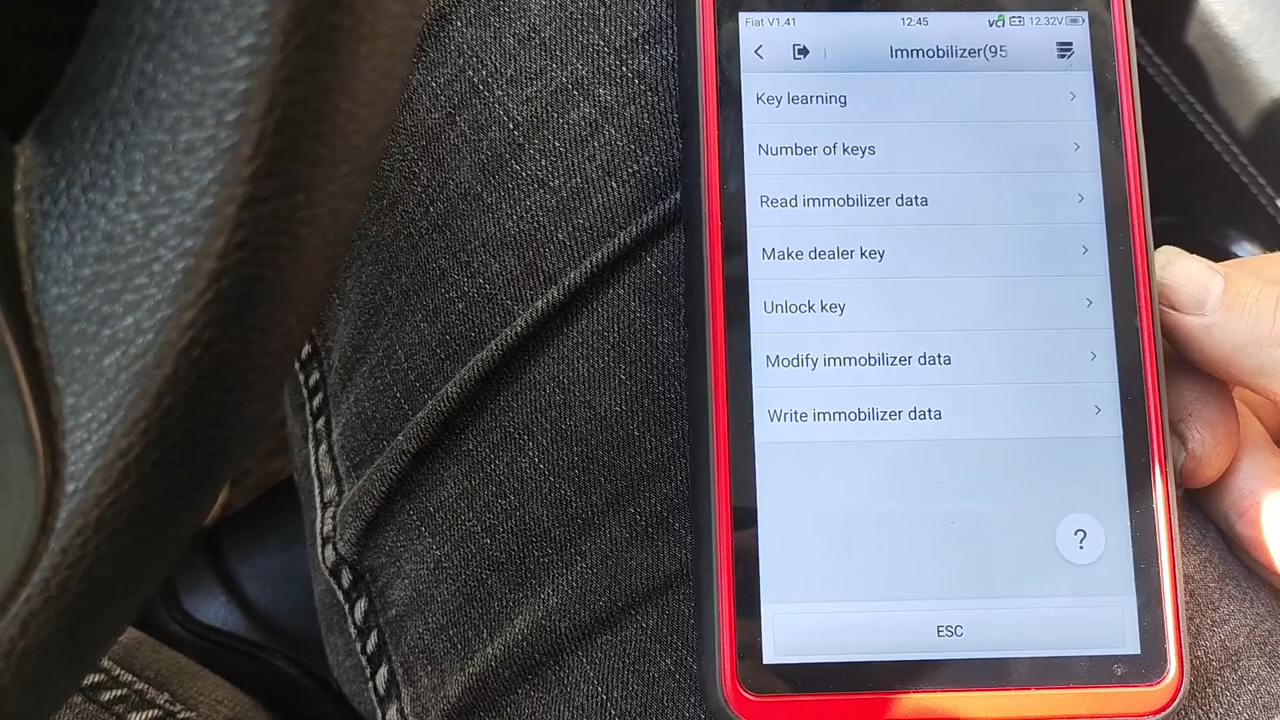 Fiat V1.41 12:45 vci 12.32V
Immobilizer(95
Key learning
Number of keys
Read immobilizer data
Make dealer key
Unlock key
Modify immobilizer data
Write immobilizer data
?
ESC